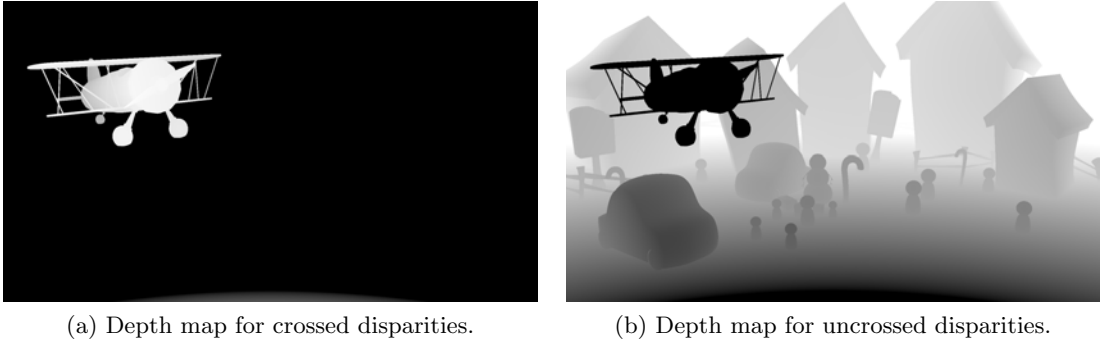 (a) Depth map for crossed disparities.
(b) Depth map for uncrossed disparities.